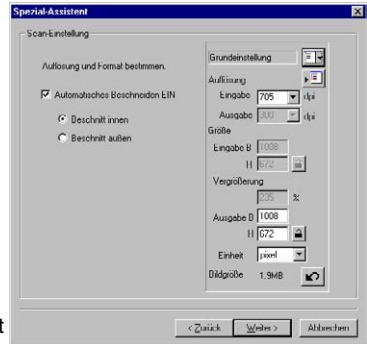 Spezial-Assistent
Scan-Einstellung
Auflösung und Format bestimmen.
Automatisches Beschneiden EIN
Beschnitt innen
Beschnitt außen
Grundeinstellung
Auflösung
Eingabe 705 dpi
Ausgabe 300 dpi
Größe
Eingabe B 1008
H 672
Vergrößerung
235 %
Ausgabe B 1008
H 672
Einheit pixel
Bildgröße 1.9MB
< Zurück Weiter > Abbrechen
t